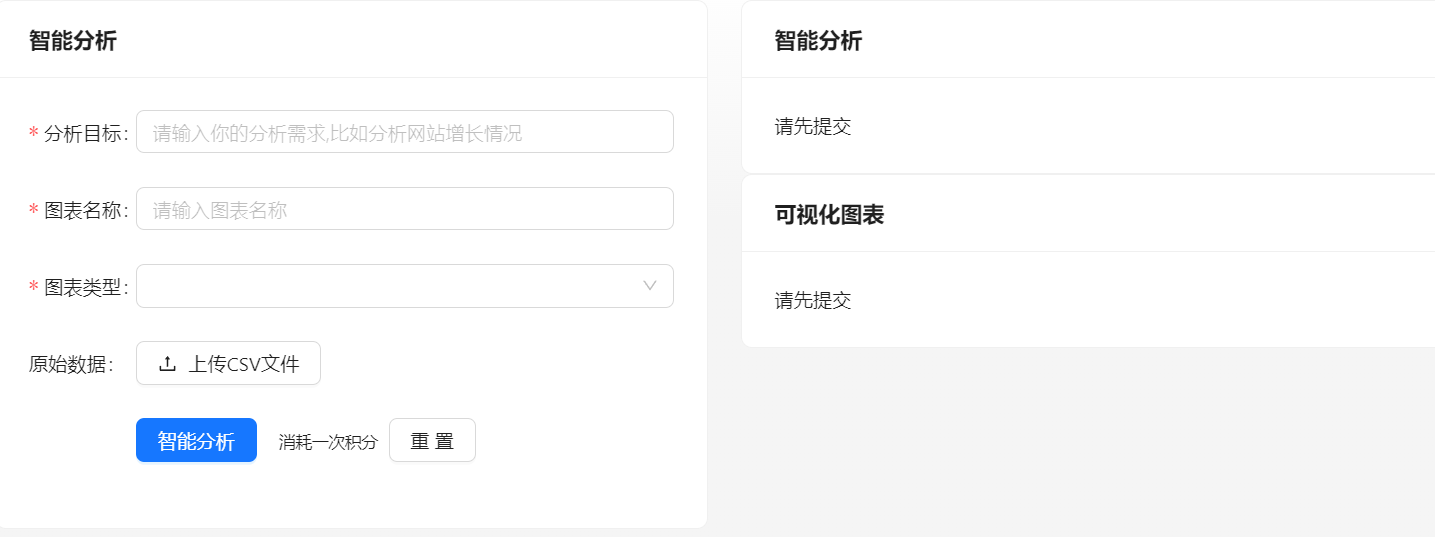 智能分析
* 分析目标:
请输入你的分析需求,比如分析网站增长情况
* 图表名称:
请输入图表名称
* 图表类型:
原始数据:
上传CSV文件
智能分析
消耗一次积分
重 置
智能分析
请先提交
可视化图表
请先提交